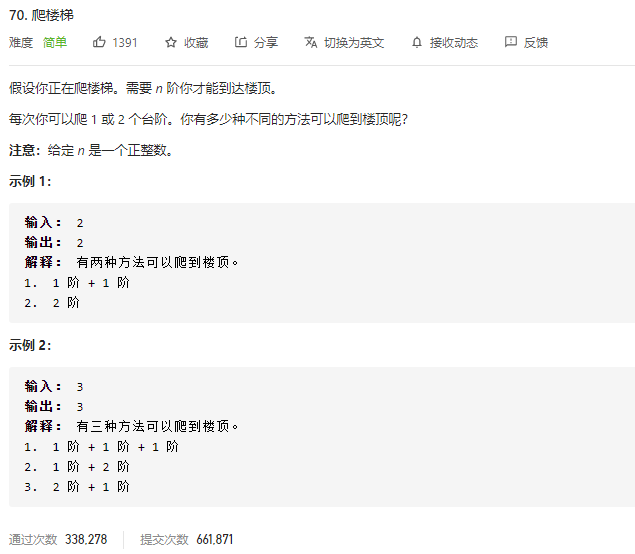 70. 爬楼梯
难度 简单 1391 收藏 分享 切换为英文 接收动态 反馈
假设你正在爬楼梯。需要 n 阶你才能到达楼顶。
每次你可以爬 1 或 2 个台阶。你有多少种不同的方法可以爬到楼顶呢？
注意：给定 n 是一个正整数。
示例 1：
输入： 2
输出： 2
解释： 有两种方法可以爬到楼顶。
1. 1 阶 + 1 阶
2. 2 阶
示例 2：
输入： 3
输出： 3
解释： 有三种方法可以爬到楼顶。
1. 1 阶 + 1 阶 + 1 阶
2. 1 阶 + 2 阶
3. 2 阶 + 1 阶
通过次数 338,278 提交次数 661,871